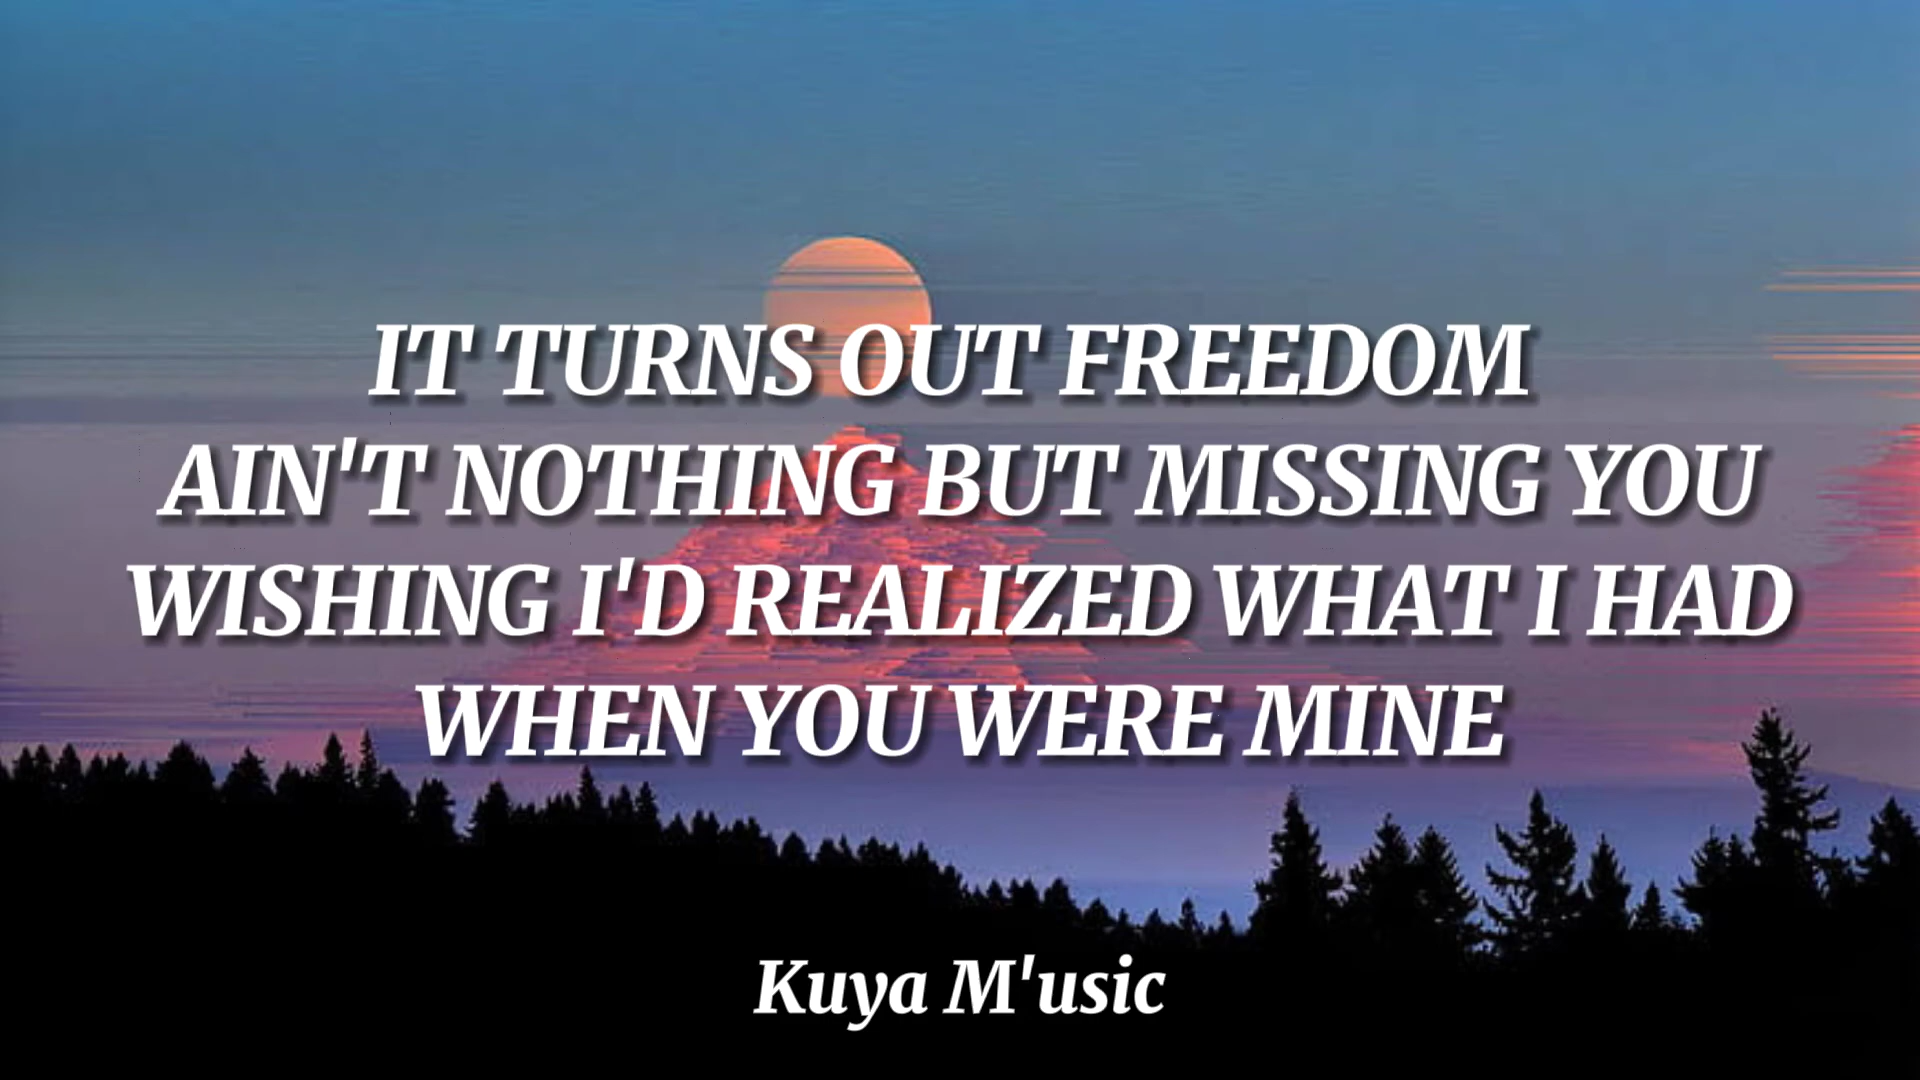 IT TURNS OUT FREEDOM
AIN'T NOTHING BUT MISSING YOU
WISHING I'D REALIZED WHAT I HAD
WHEN YOU WERE MINE
Kuya M'usic